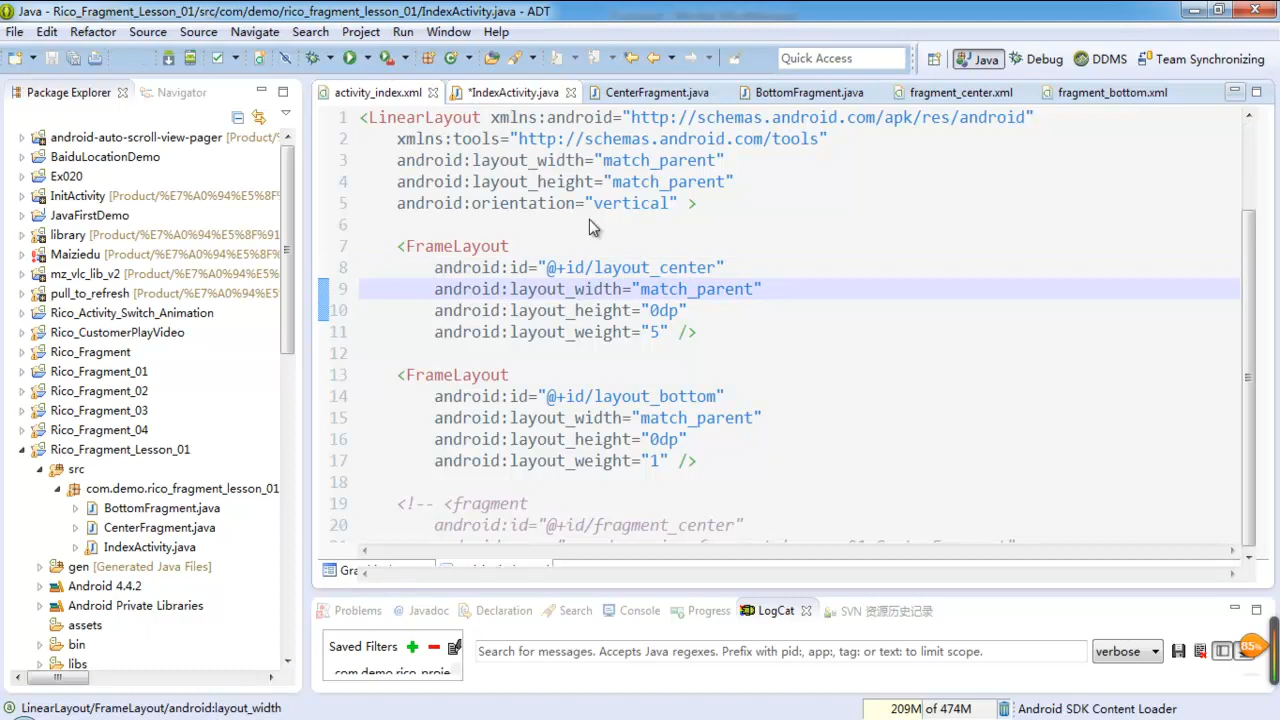 Java - Rico_Fragment_Lesson_01/src/com/demo/rico_fragment_lesson_01/IndexActivity.java - ADT
File Edit Refactor Source Source Navigate Search Project Run Window Help
Quick Access Java Debug DDMS Team Synchronizing
Package Explorer Navigator
activity_index.xml *IndexActivity.java CenterFragment.java BottomFragment.java fragment_center.xml fragment_bottom.xml
android-auto-scroll-view-pager [Product/
BaiduLocationDemo
Ex020
InitActivity [Product/%E7%A0%94%E5%8F%
JavaFirstDemo
library [Product/%E7%A0%94%E5%8F%91
Maiziedu [Product/%E7%A0%94%E5%8F%
mz_vlc_lib_v2 [Product/%E7%A0%94%E5%
pull_to_refresh [Product/%E7%A0%94%E5%
Rico_Activity_Switch_Animation
Rico_CustomerPlayVideo
Rico_Fragment
Rico_Fragment_01
Rico_Fragment_02
Rico_Fragment_03
Rico_Fragment_04
Rico_Fragment_Lesson_01
src
com.demo.rico_fragment_lesson_01
BottomFragment.java
CenterFragment.java
IndexActivity.java
gen [Generated Java Files]
Android 4.4.2
Android Private Libraries
assets
bin
libs
1 <LinearLayout xmlns:android="http://schemas.android.com/apk/res/android"
2 xmlns:tools="http://schemas.android.com/tools"
3 android:layout_width="match_parent"
4 android:layout_height="match_parent"
5 android:orientation="vertical" >
6
7 <FrameLayout
8 android:id="@+id/layout_center"
9 android:layout_width="match_parent"
10 android:layout_height="0dp"
11 android:layout_weight="5" />
12
13 <FrameLayout
14 android:id="@+id/layout_bottom"
15 android:layout_width="match_parent"
16 android:layout_height="0dp"
17 android:layout_weight="1" />
18
19 <!-- <fragment
20 android:id="@+id/fragment_center"
Problems Javadoc Declaration Search Console Progress LogCat SVN 资源历史记录
Saved Filters
Search for messages. Accepts Java regexes. Prefix with pid:, app:, tag: or text: to limit scope.
verbose
85%
LinearLayout/FrameLayout/android:layout_width
209M of 474M
Android SDK Content Loader